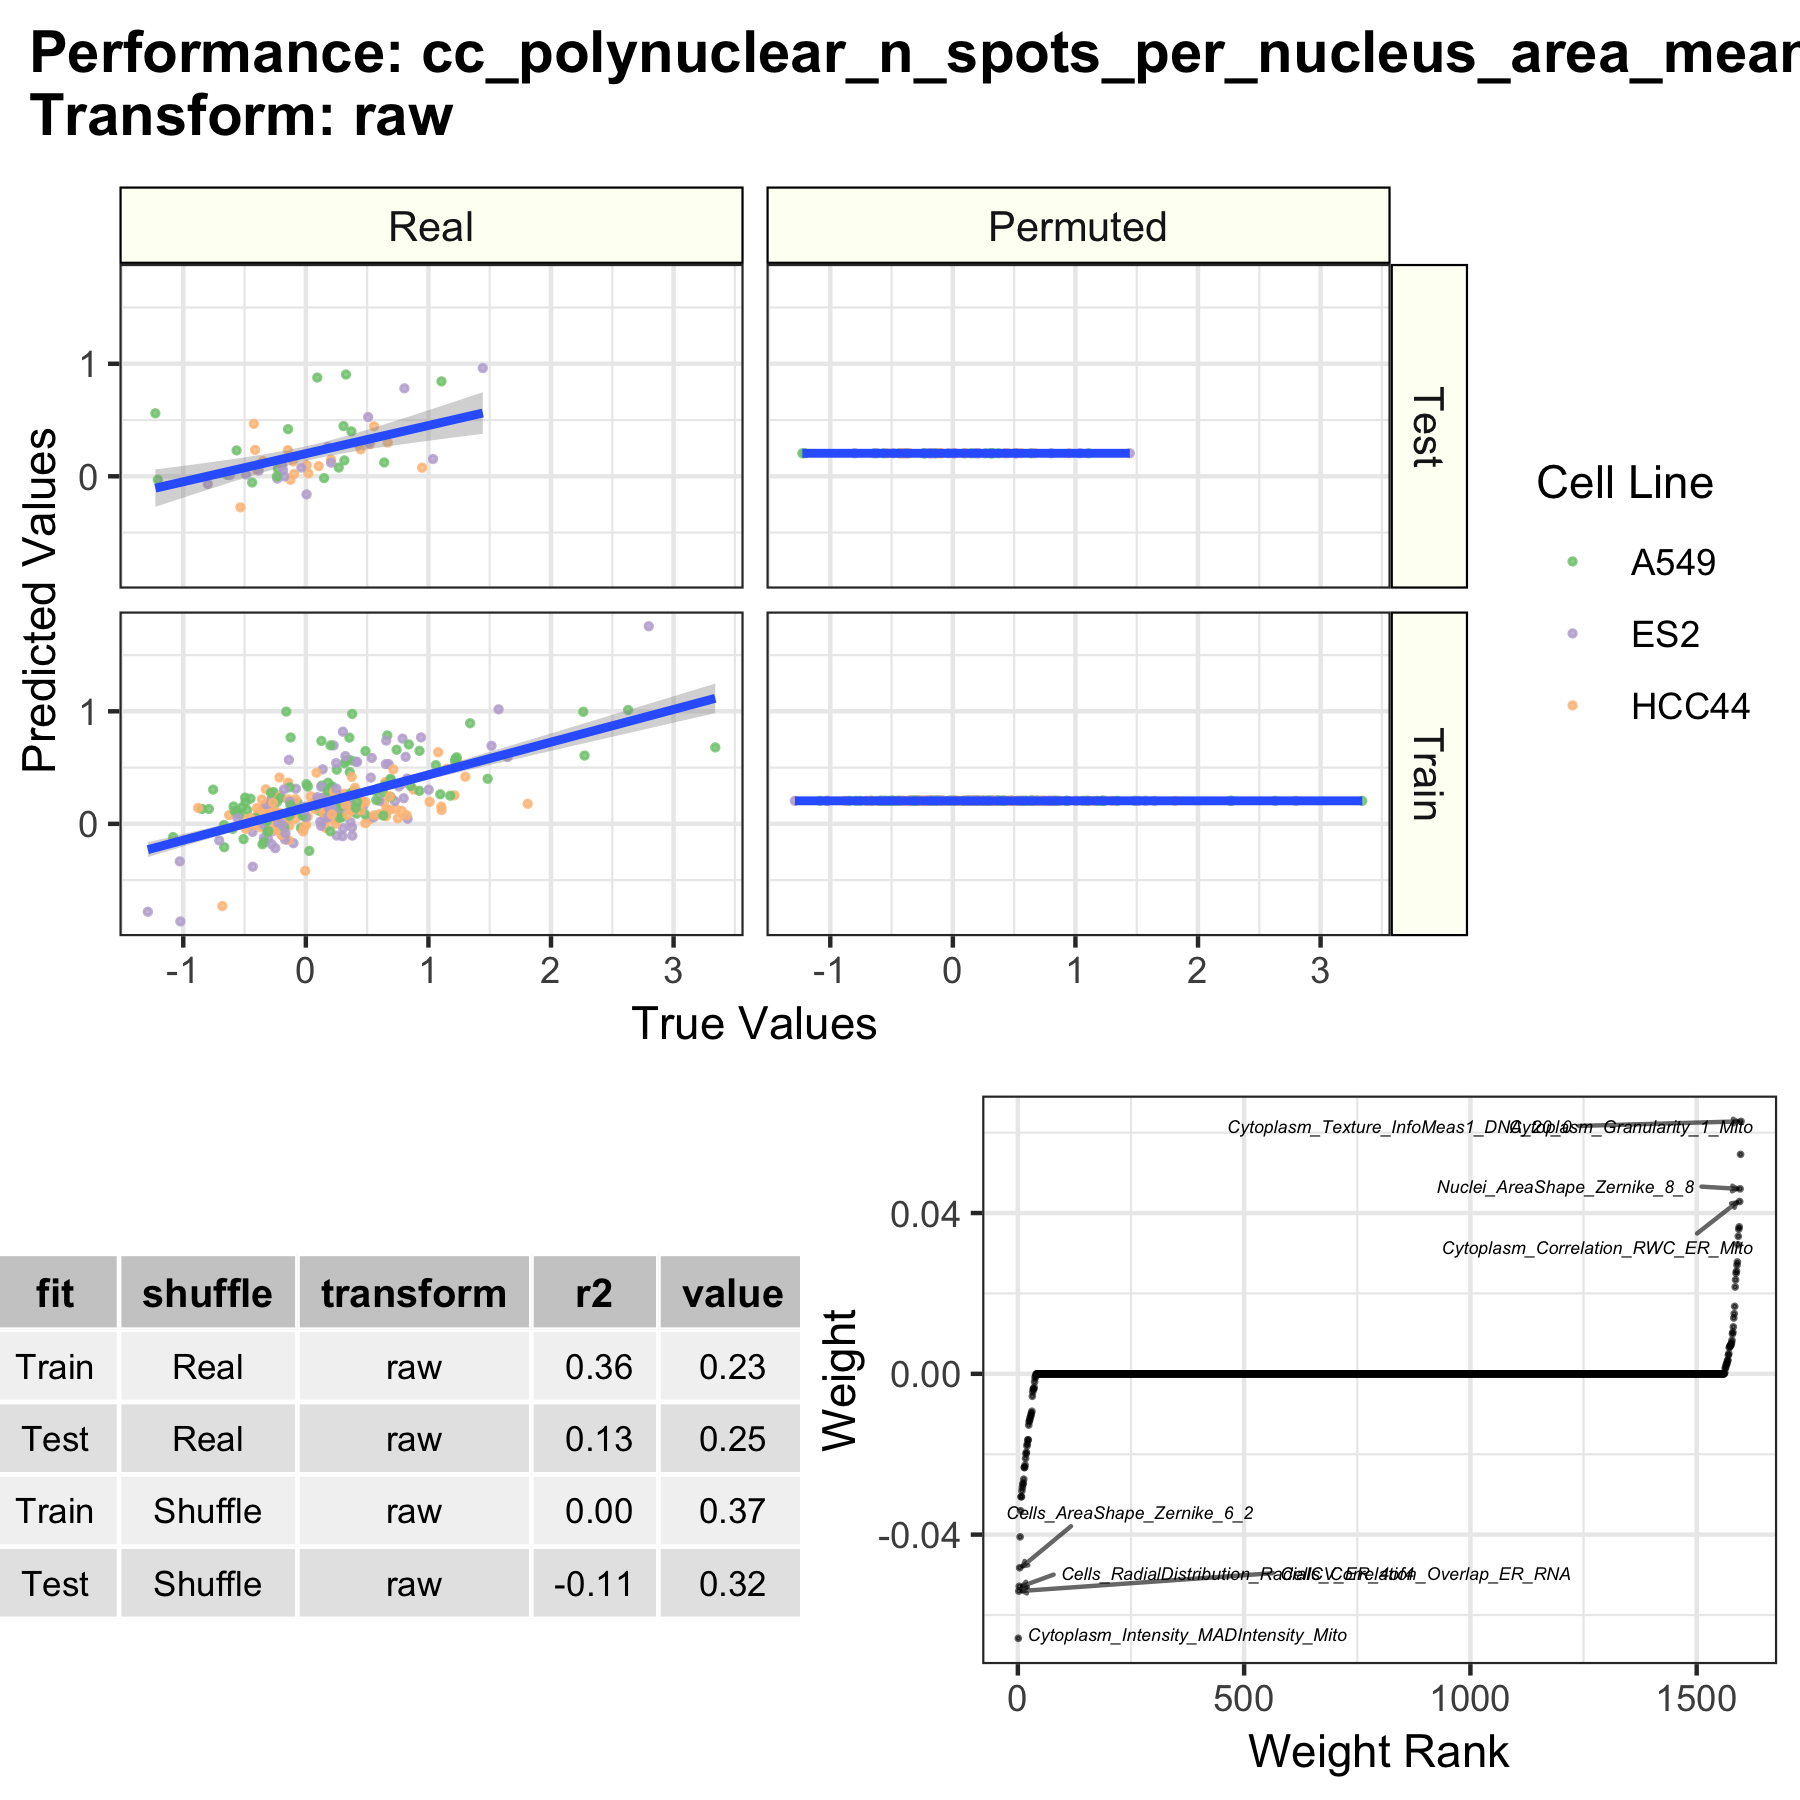 Performance: cc_polynuclear_n_spots_per_nucleus_area_mean
Transform: raw
Real
Permuted
Test
Train
1
0
1
0
Predicted Values
-1 0 1 2 3
-1 0 1 2 3
True Values
Cell Line
A549
ES2
HCC44
fit shuffle transform r2 value
Train Real raw 0.36 0.23
Test Real raw 0.13 0.25
Train Shuffle raw 0.00 0.37
Test Shuffle raw -0.11 0.32
Weight
0.04
0.00
-0.04
Cytoplasm_Texture_InfoMeas1_DNA_20_0
Cytoplasm_Granularity_1_Mito
Nuclei_AreaShape_Zernike_8_8
Cytoplasm_Correlation_RWC_ER_Mito
Cells_AreaShape_Zernike_6_2
Cells_RadialDistribution_RadialCV_ER_4of4
Cells_Correlation_Overlap_ER_RNA
Cytoplasm_Intensity_MADIntensity_Mito
0 500 1000 1500
Weight Rank